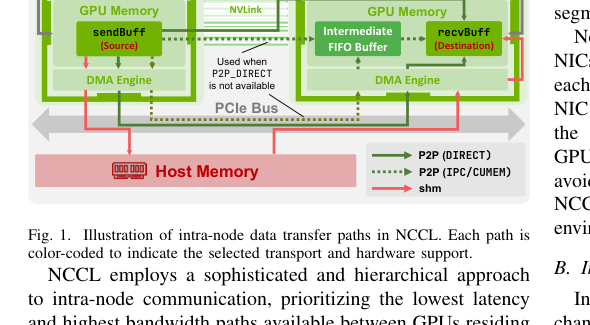 GPU Memory
NVLink
GPU Memory
sendBuff
(Source)
Intermediate
FIFO Buffer
recvBuff
(Destination)
Used when
P2P_DIRECT
is not available
DMA Engine
DMA Engine
PCIe Bus
Host Memory
P2P (DIRECT)
P2P (IPC/CUMEM)
shm
Fig. 1. Illustration of intra-node data transfer paths in NCCL. Each path is
color-coded to indicate the selected transport and hardware support.
NCCL employs a sophisticated and hierarchical approach
to intra-node communication, prioritizing the lowest latency
and highest bandwidth paths available between GPUs residing
segm
No
NICs
each
NIC
the
GPU
avoid
NCC
envir
B. In
In
chan